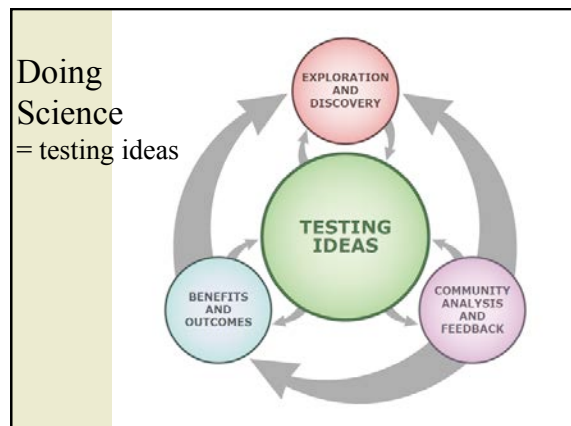 Doing
Science
= testing ideas
EXPLORATION
AND
DISCOVERY
TESTING
IDEAS
BENEFITS
AND
OUTCOMES
COMMUNITY
ANALYSIS
AND
FEEDBACK